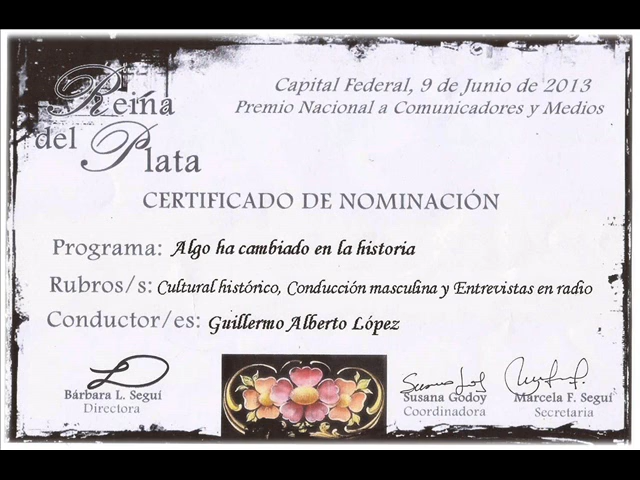 Reina
del Plata
Capital Federal, 9 de Junio de 2013
Premio Nacional a Comunicadores y Medios
CERTIFICADO DE NOMINACIÓN
Programa: Algo ha cambiado en la historia
Rubros/s: Cultural histórico, Conducción masculina y Entrevistas en radio
Conductor/es: Guillermo Alberto López
Bárbara L. Seguí
Directora
Susana Godoy
Coordinadora
Marcela F. Seguí
Secretaria